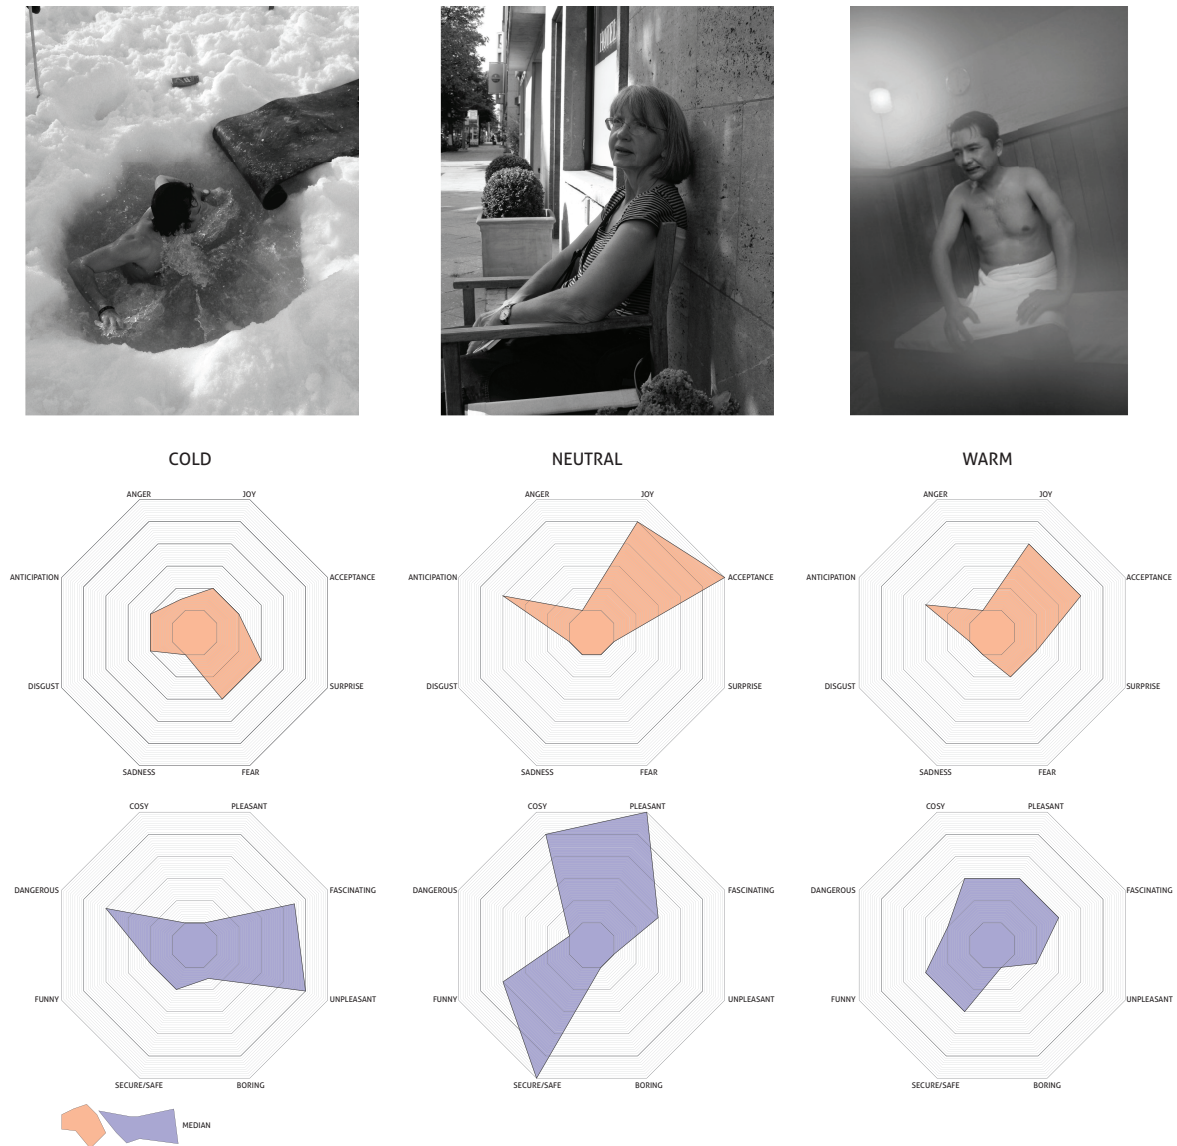 COLD
NEUTRAL
WARM
ANGER JOY
ANTICIPATION ACCEPTANCE
DISGUST SURPRISE
SADNESS FEAR
ANGER JOY
ANTICIPATION ACCEPTANCE
DISGUST SURPRISE
SADNESS FEAR
ANGER JOY
ANTICIPATION ACCEPTANCE
DISGUST SURPRISE
SADNESS FEAR
COSY PLEASANT
DANGEROUS FASCINATING
FUNNY UNPLEASANT
SECURE/SAFE BORING
COSY PLEASANT
DANGEROUS FASCINATING
FUNNY UNPLEASANT
SECURE/SAFE BORING
COSY PLEASANT
DANGEROUS FASCINATING
FUNNY UNPLEASANT
SECURE/SAFE BORING
MEDIAN